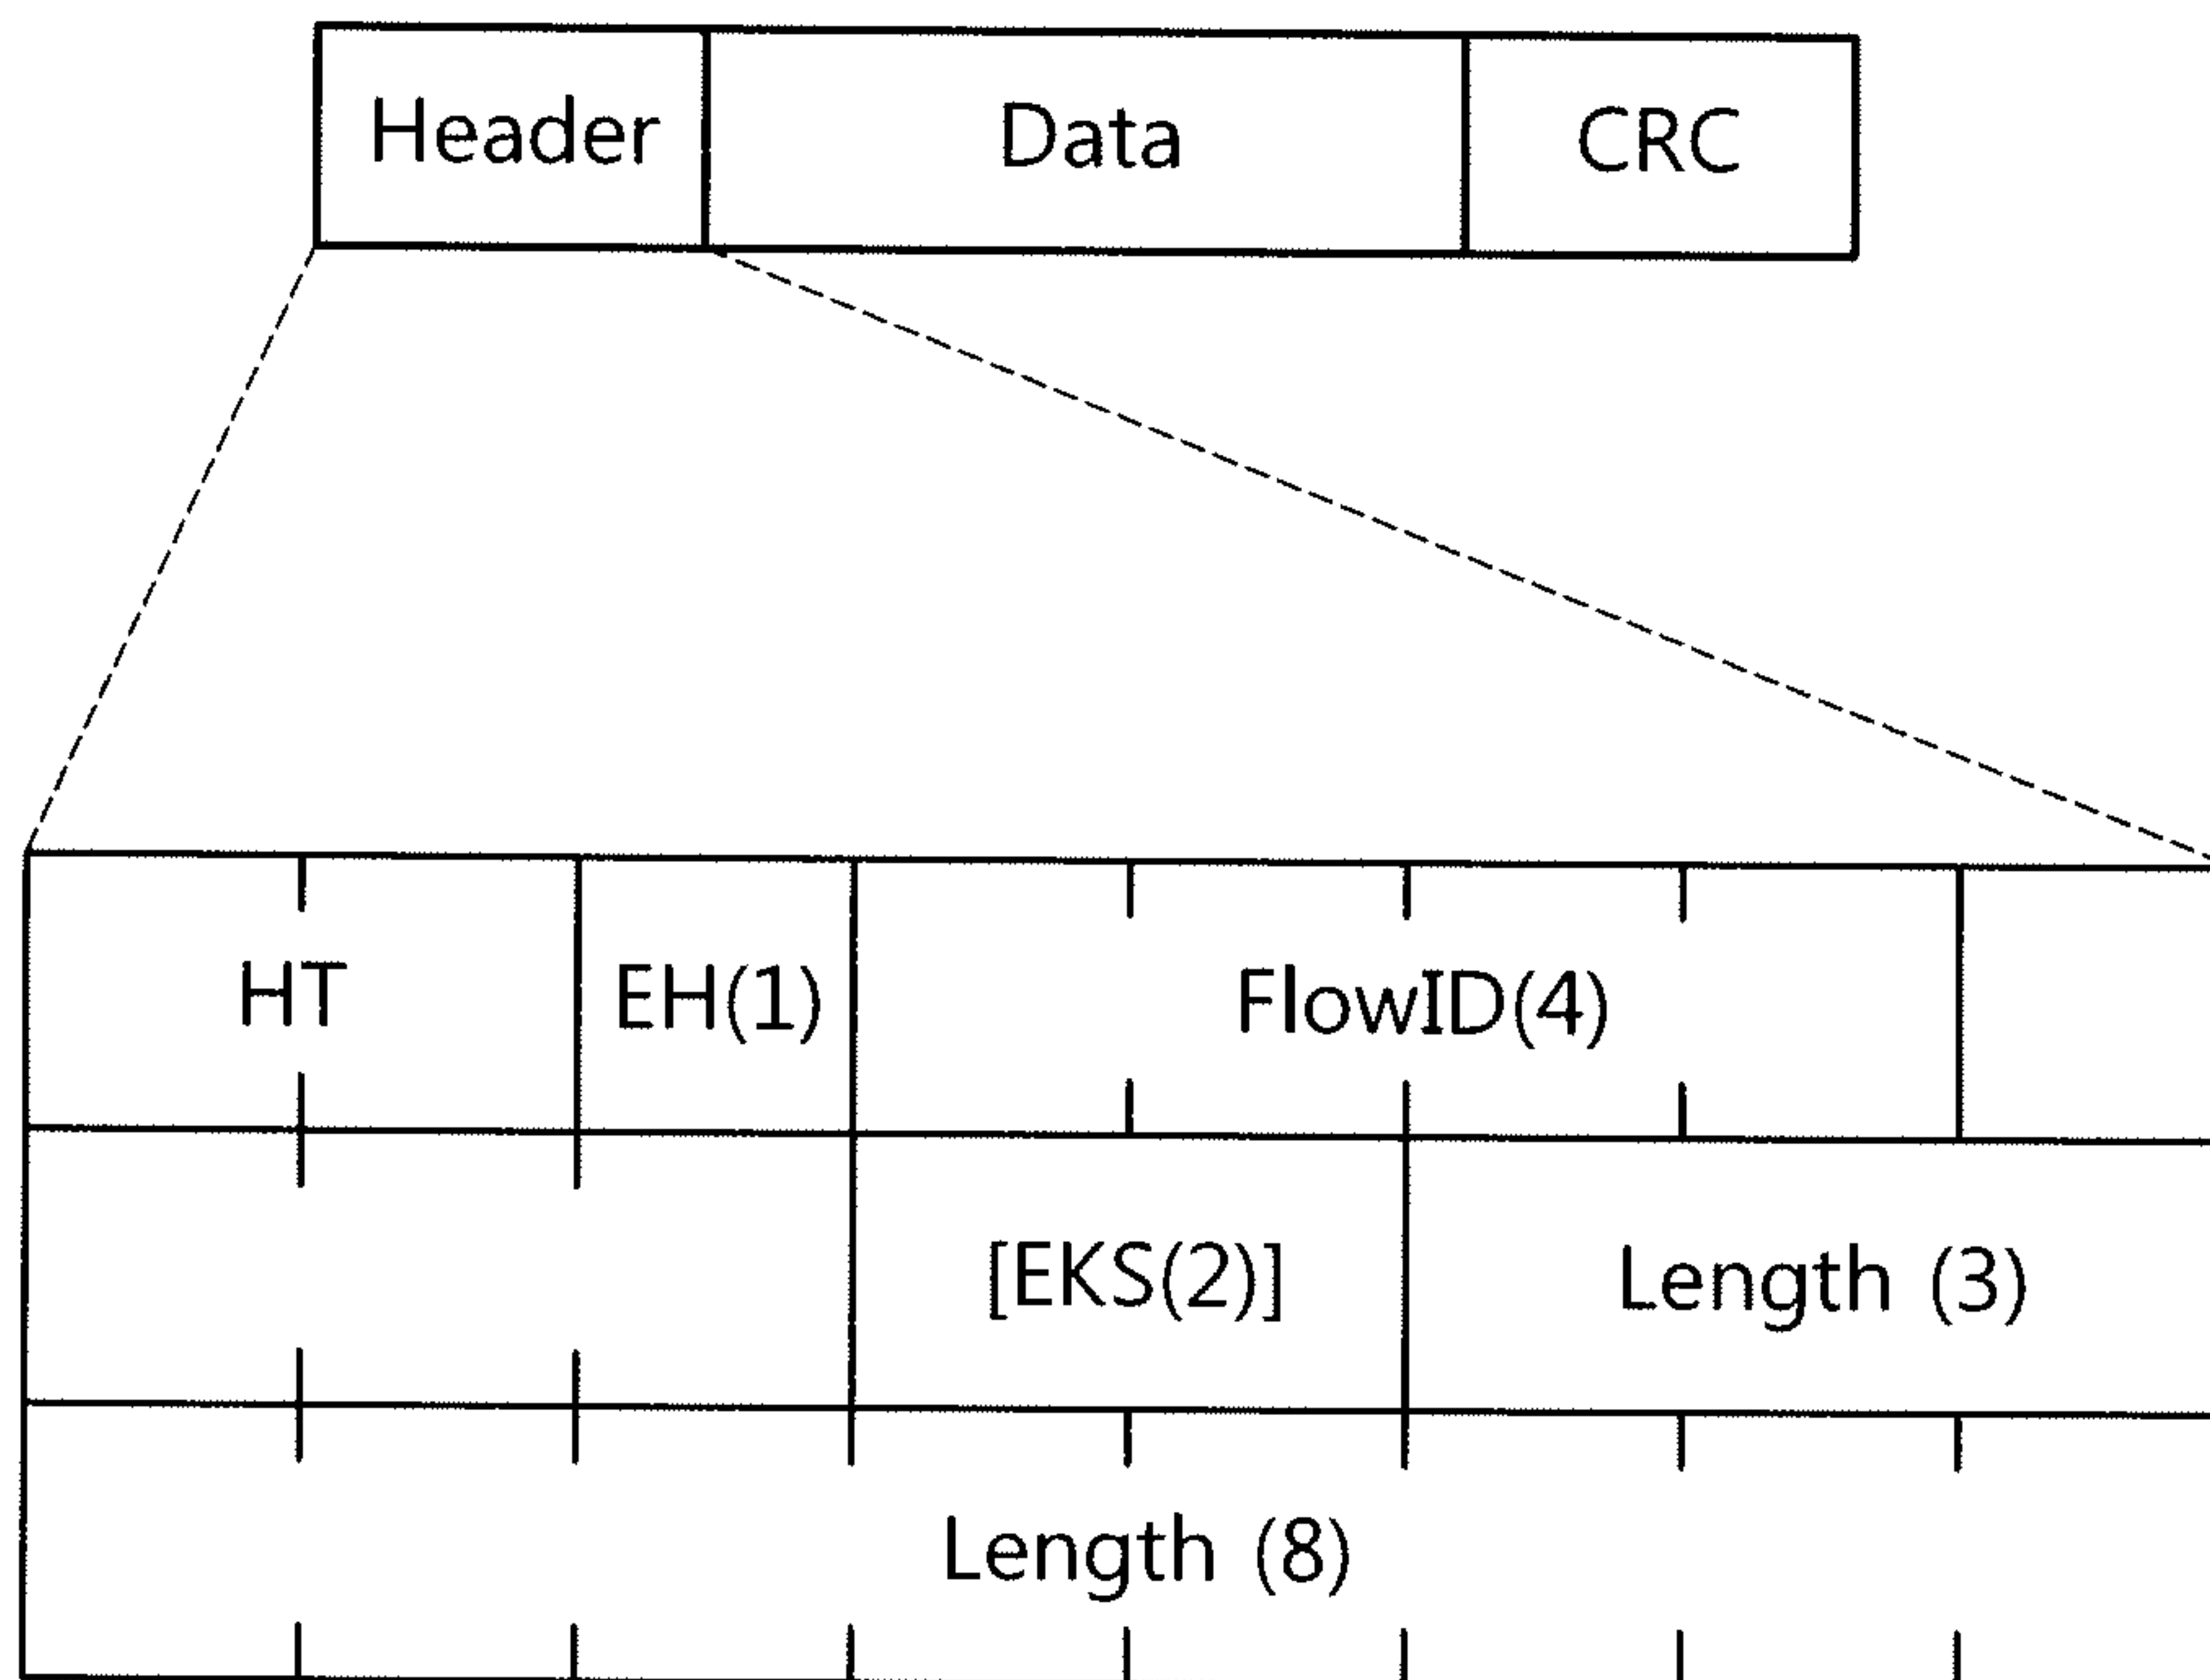 Header Data CRC
HT EH(1) FlowID(4)
[EKS(2)] Length (3)
Length (8)